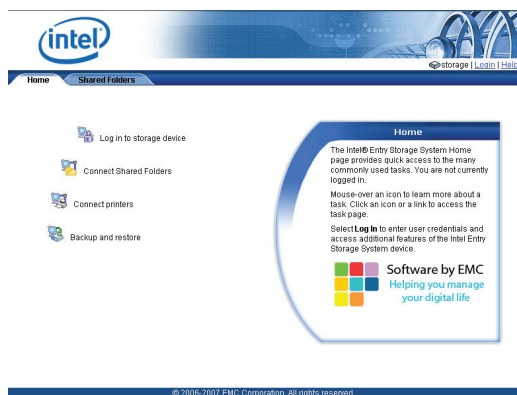 intel
storage | Login | Help
Home
Shared Folders
Log in to storage device
Connect Shared Folders
Connect printers
Backup and restore
Home
The Intel® Entry Storage System Home
page provides quick access to the many
commonly used tasks. You are not currently
logged in.
Mouse-over an icon to learn more about a
task. Click an icon or a link to access the
task page.
Select Log In to enter user credentials and
access additional features of the Intel Entry
Storage System device.
Software by EMC
Helping you manage
your digital life
© 2006-2007 EMC Corporation. All rights reserved.